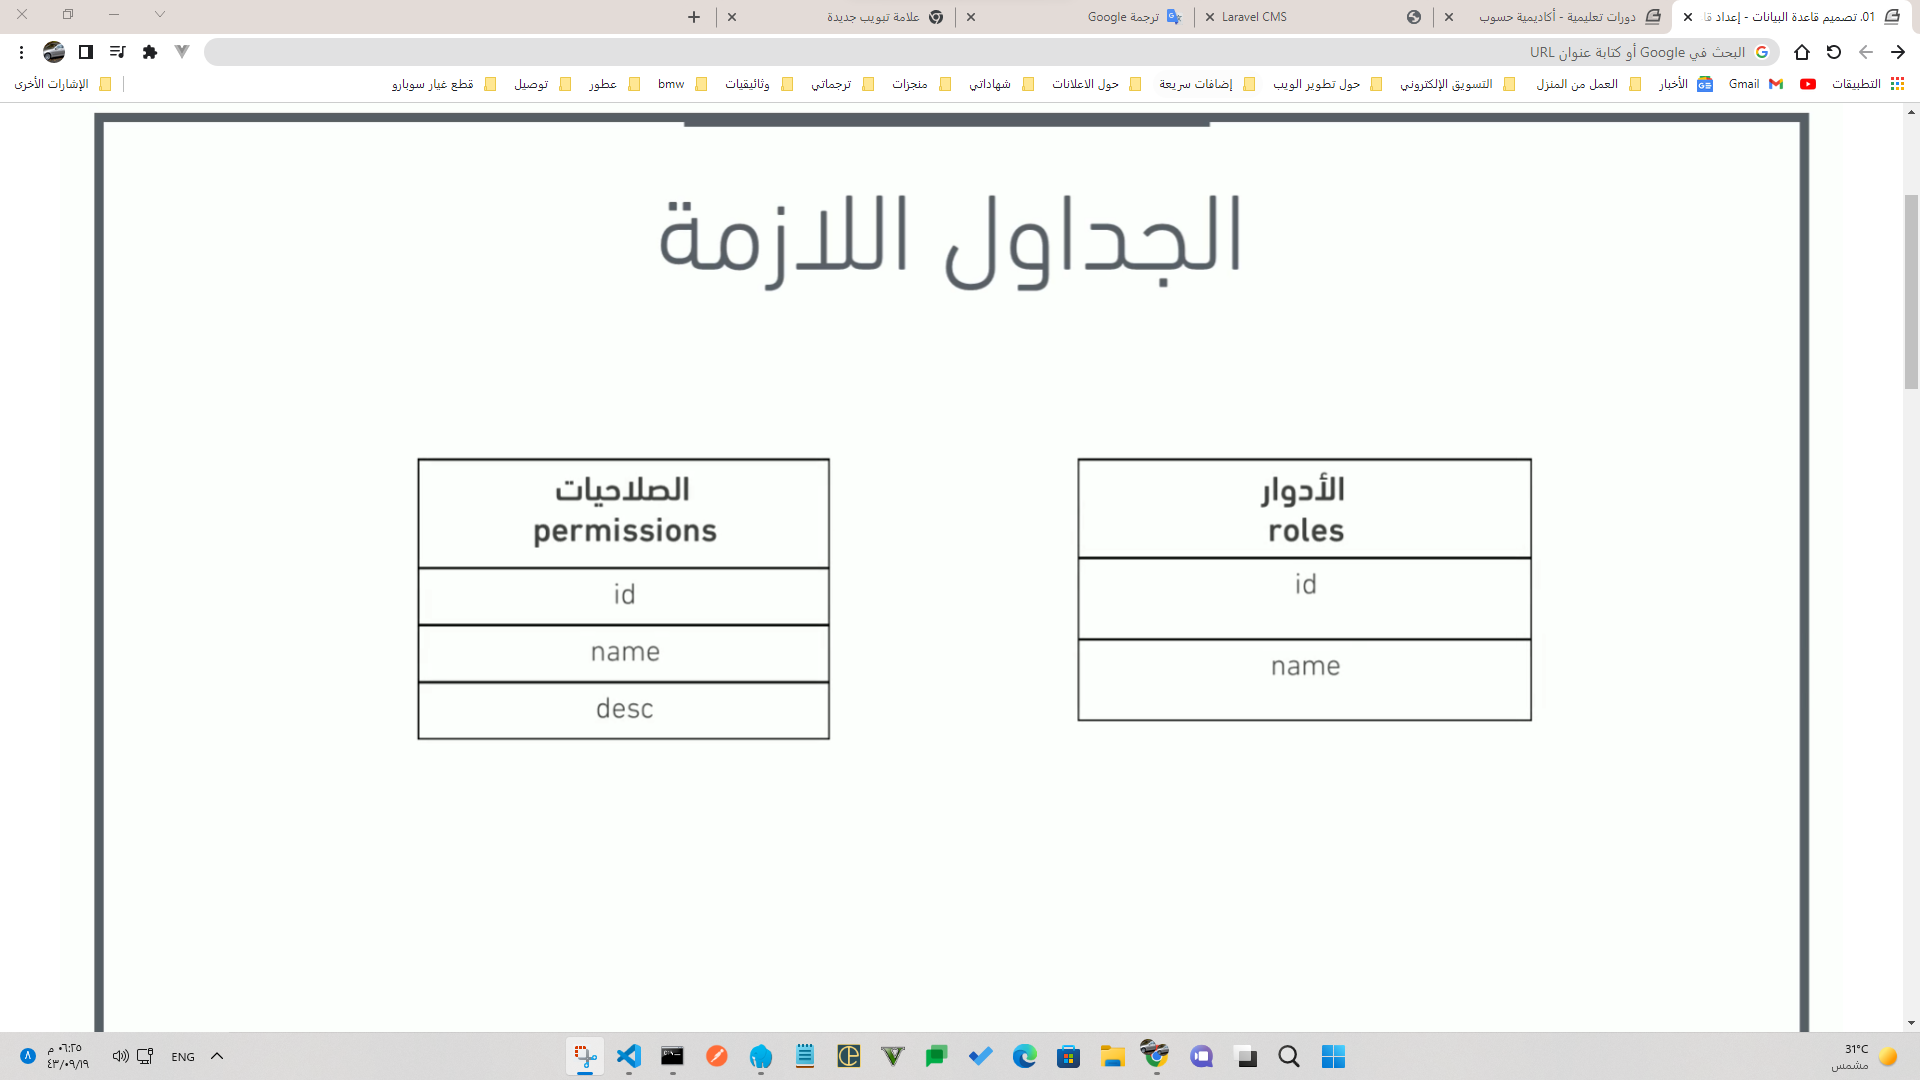 01. تصميم قاعدة البيانات - إعداد قا
دورات تعليمية - أكاديمية حسوب
Laravel CMS
ترجمة Google
علامة تبويب جديدة
البحث في Google أو كتابة عنوان URL
التطبيقات
Gmail
الأخبار
العمل من المنزل
التسويق الإلكتروني
حول تطوير الويب
إضافات سريعة
حول الاعلانات
شهاداتي
منجزات
ترجماتي
وثائيقيات
bmw
عطور
توصيل
قطع غيار سوبارو
الإشارات الأخرى
الجداول اللازمة
الأدوار
roles
id
name
الصلاحيات
permissions
id
name
desc
31°C
مشمس
ENG
٠٦:٢٥ م
٤٣/٠٩/١٩
٨